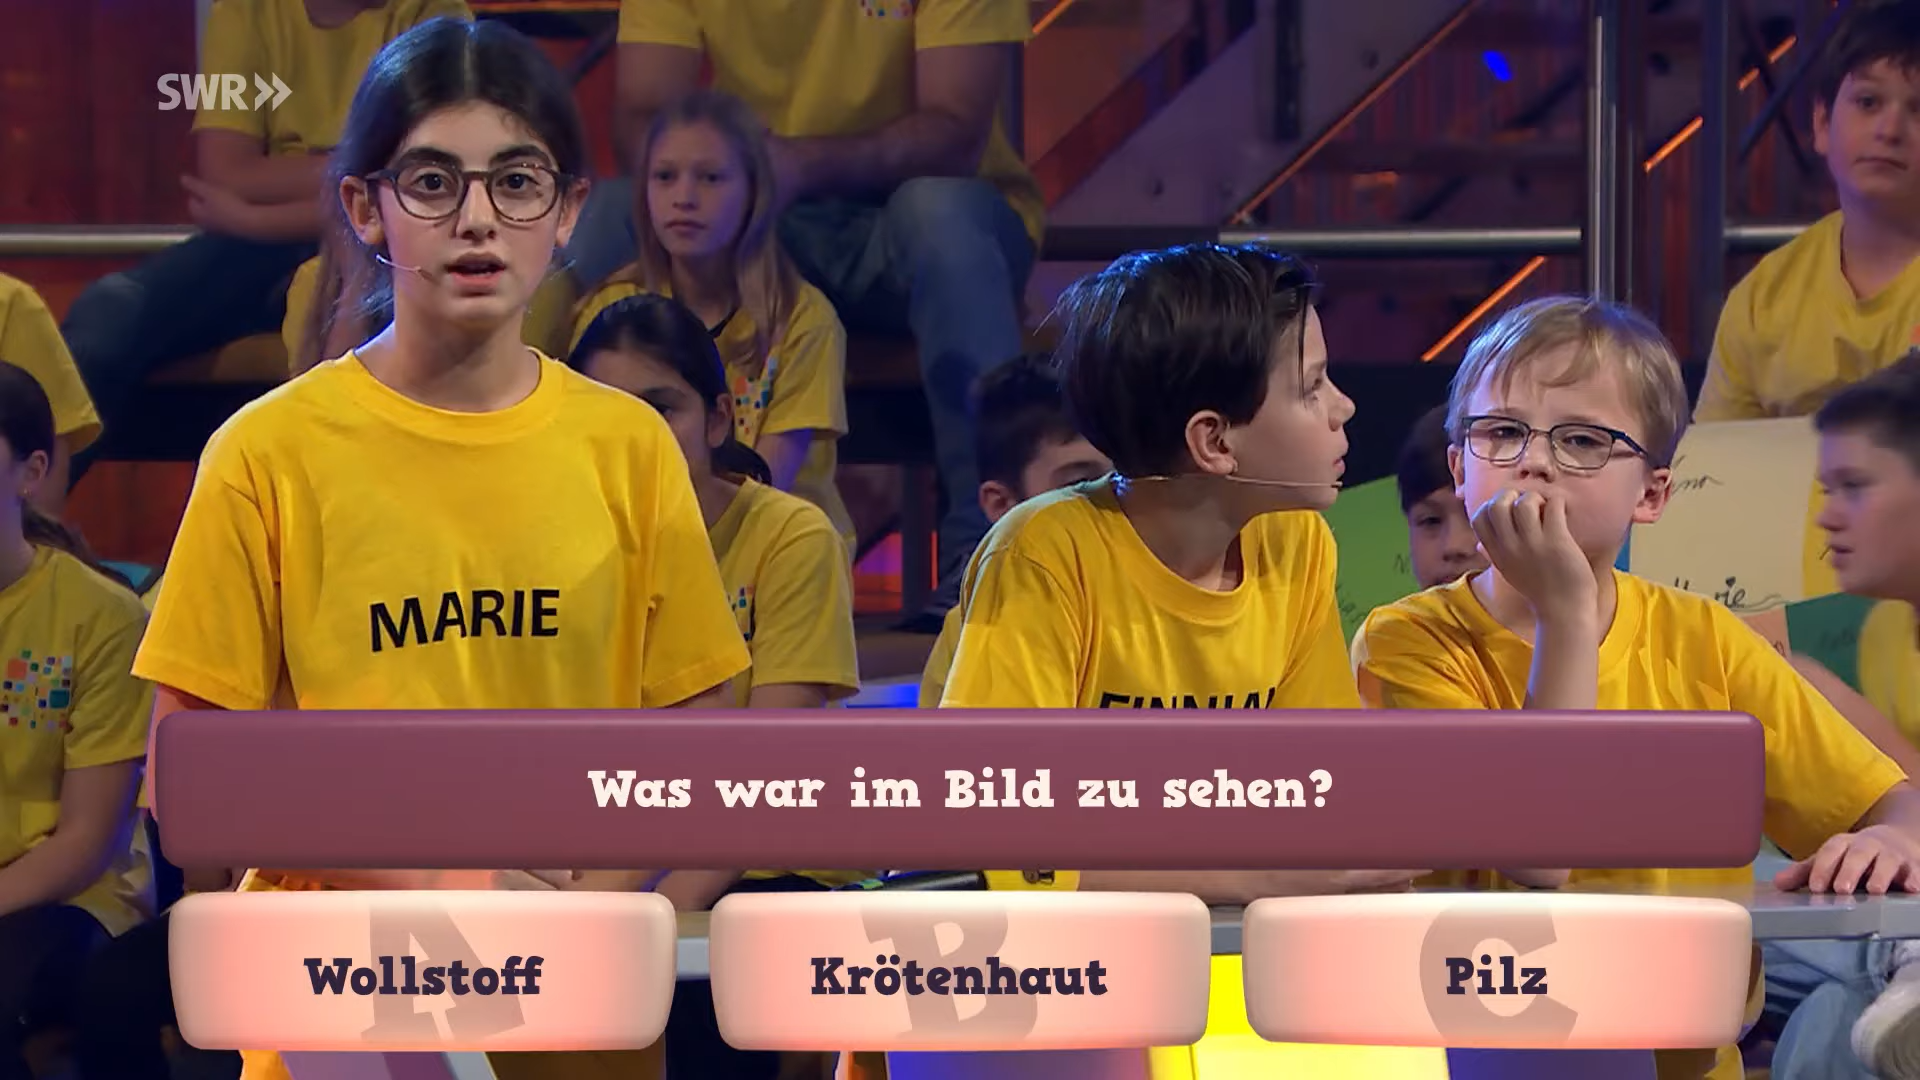 SWR
MARIE
Was war im Bild zu sehen?
A
Wollstoff
B
Krötenhaut
C
Pilz